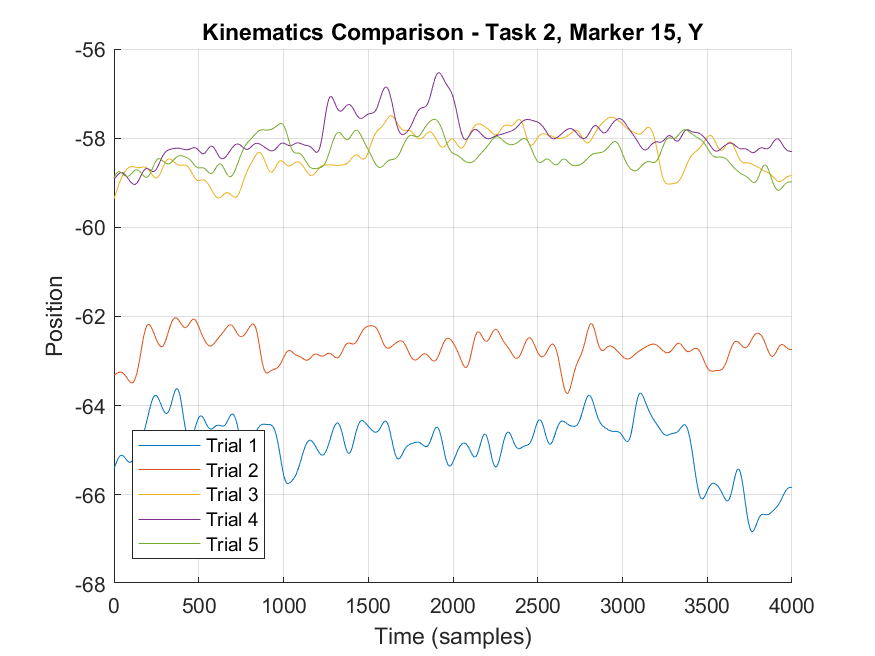 Kinematics Comparison - Task 2, Marker 15, Y
-56
-58
-60
-62
-64
-66
-68
Position
Trial 1
Trial 2
Trial 3
Trial 4
Trial 5
0 500 1000 1500 2000 2500 3000 3500 4000
Time (samples)